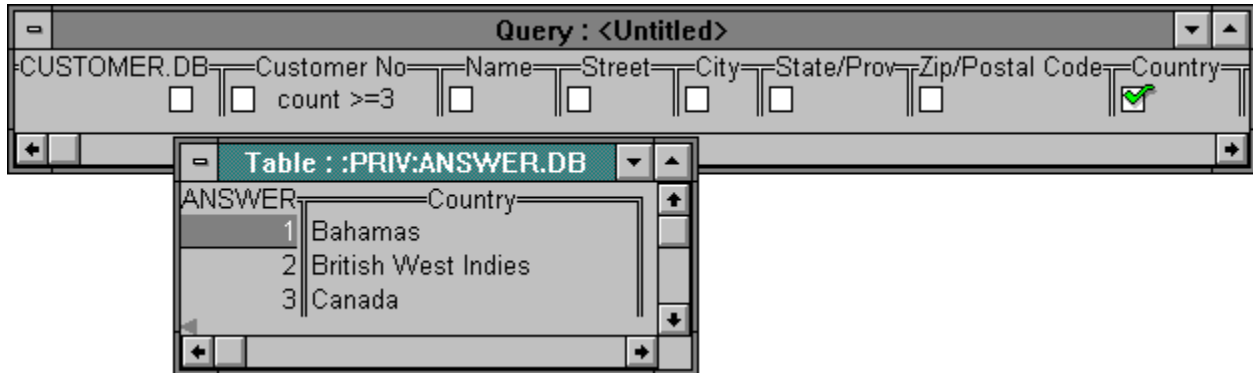 Query : <Untitled>
CUSTOMER.DB Customer No Name Street City State/Prov Zip/Postal Code Country
count >=3
Table : :PRIV:ANSWER.DB
ANSWER Country
1 Bahamas
2 British West Indies
3 Canada